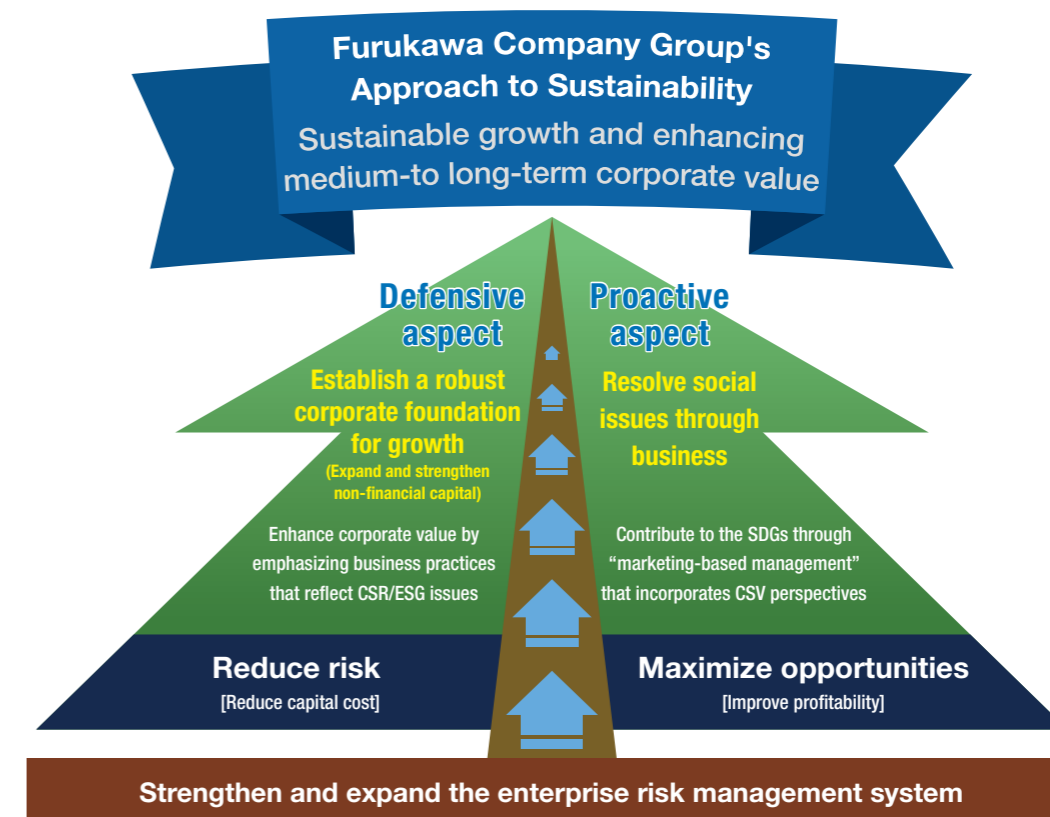 Furukawa Company Group's
Approach to Sustainability
Sustainable growth and enhancing
medium-to long-term corporate value
Defensive
aspect
Establish a robust
corporate foundation
for growth
(Expand and strengthen
non-financial capital)
Enhance corporate value by
emphasizing business practices
that reflect CSR/ESG issues
Proactive
aspect
Resolve social
issues through
business
Contribute to the SDGs through
“marketing-based management”
that incorporates CSV perspectives
Reduce risk
[Reduce capital cost]
Maximize opportunities
[Improve profitability]
Strengthen and expand the enterprise risk management system